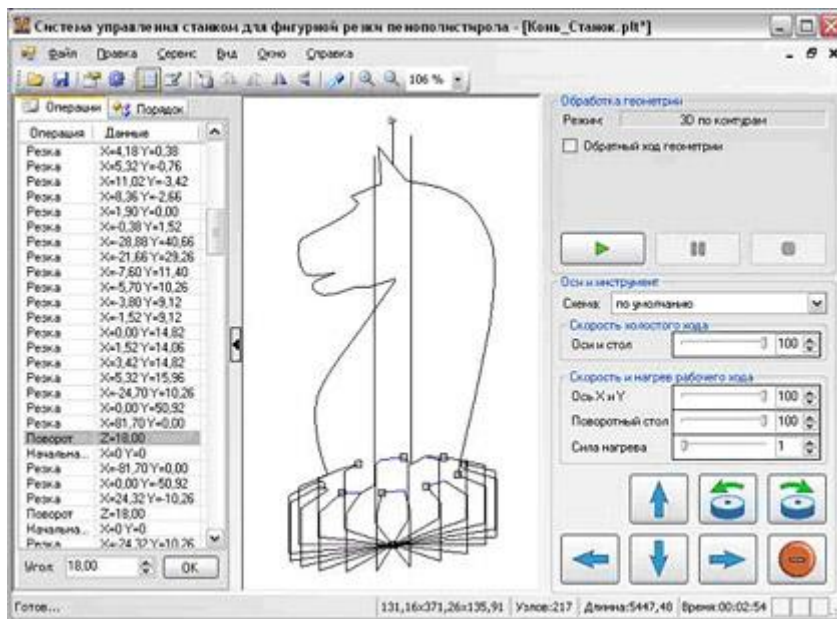 Система управления станком для фигурной резки пенополистирола - [Конь_Станок.plt*]
Файл Правка Сервис Вид Окно Справка
106 %
Операции Порядок
Операция Данные
Резка X=4,18 Y=0,38
Резка X=5,32 Y=-0,76
Резка X=11,02 Y=-3,42
Резка X=8,36 Y=-2,66
Резка X=1,90 Y=0,00
Резка X=-0,38 Y=1,52
Резка X=-28,88 Y=40,66
Резка X=-21,66 Y=29,26
Резка X=-7,60 Y=11,40
Резка X=-5,70 Y=10,26
Резка X=-3,80 Y=9,12
Резка X=-1,52 Y=9,12
Резка X=0,00 Y=14,82
Резка X=1,52 Y=14,06
Резка X=3,42 Y=14,82
Резка X=5,32 Y=15,96
Резка X=-24,70 Y=10,26
Резка X=0,00 Y=50,92
Резка X=81,70 Y=0,00
Поворот Z=18,00
Начальна... X=0 Y=0
Резка X=-81,70 Y=0,00
Резка X=0,00 Y=-50,92
Резка X=24,32 Y=-10,26
Поворот Z=18,00
Начальна... X=0 Y=0
Резка X=-24,32 Y=10,26
Угол: 18,00 OK
Обработка геометрии
Режим: 3D по контурам
Обратный ход геометрии
Оси и инструмент
Схема: по умолчанию
Скорость холостого хода
Оси и стол 100
Скорость и нагрев рабочего хода
Ось X и Y 100
Поворотный стол 100
Сила нагрева 1
Готов... 131,16x371,26x135,91 Узлов:217 Длинна:5447,48 Время:00:02:54